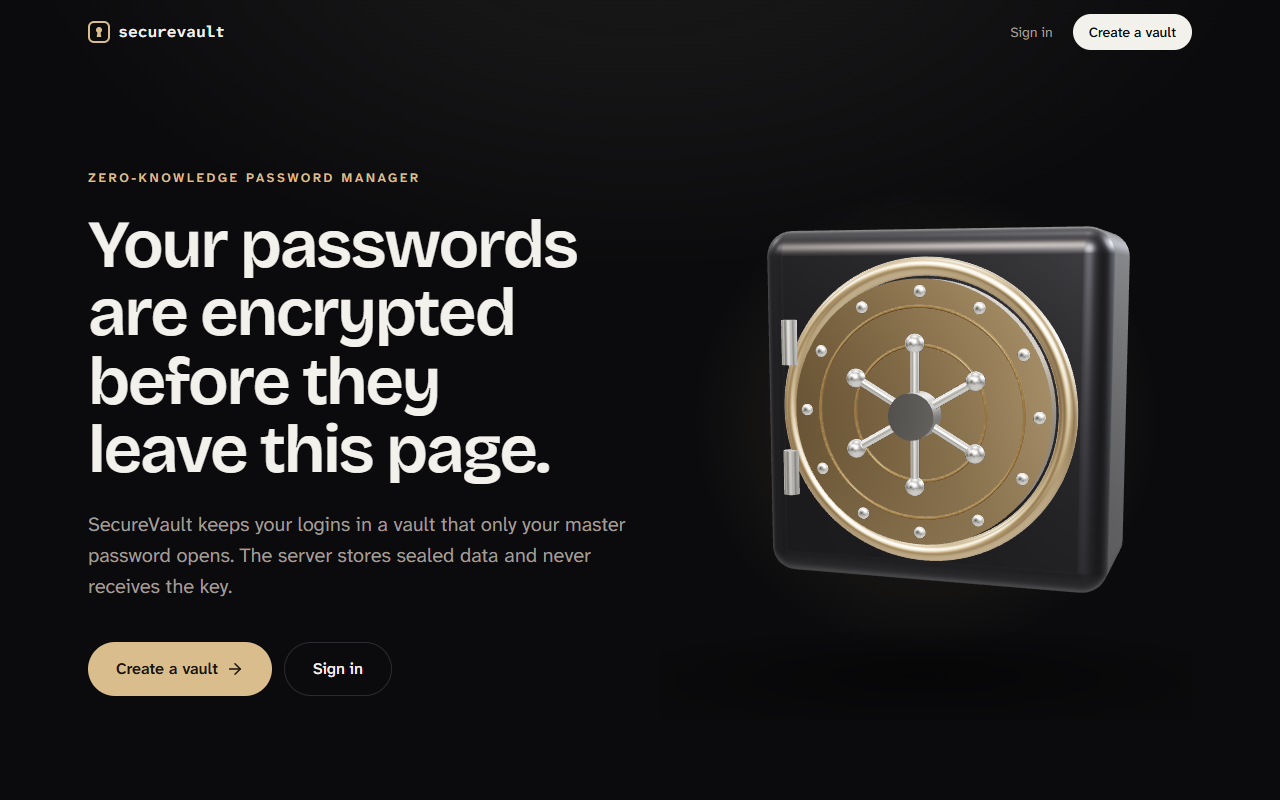 securevault
Sign in
Create a vault
ZERO-KNOWLEDGE PASSWORD MANAGER
Your passwords
are encrypted
before they
leave this page.
SecureVault keeps your logins in a vault that only your master
password opens. The server stores sealed data and never
receives the key.
Create a vault →
Sign in